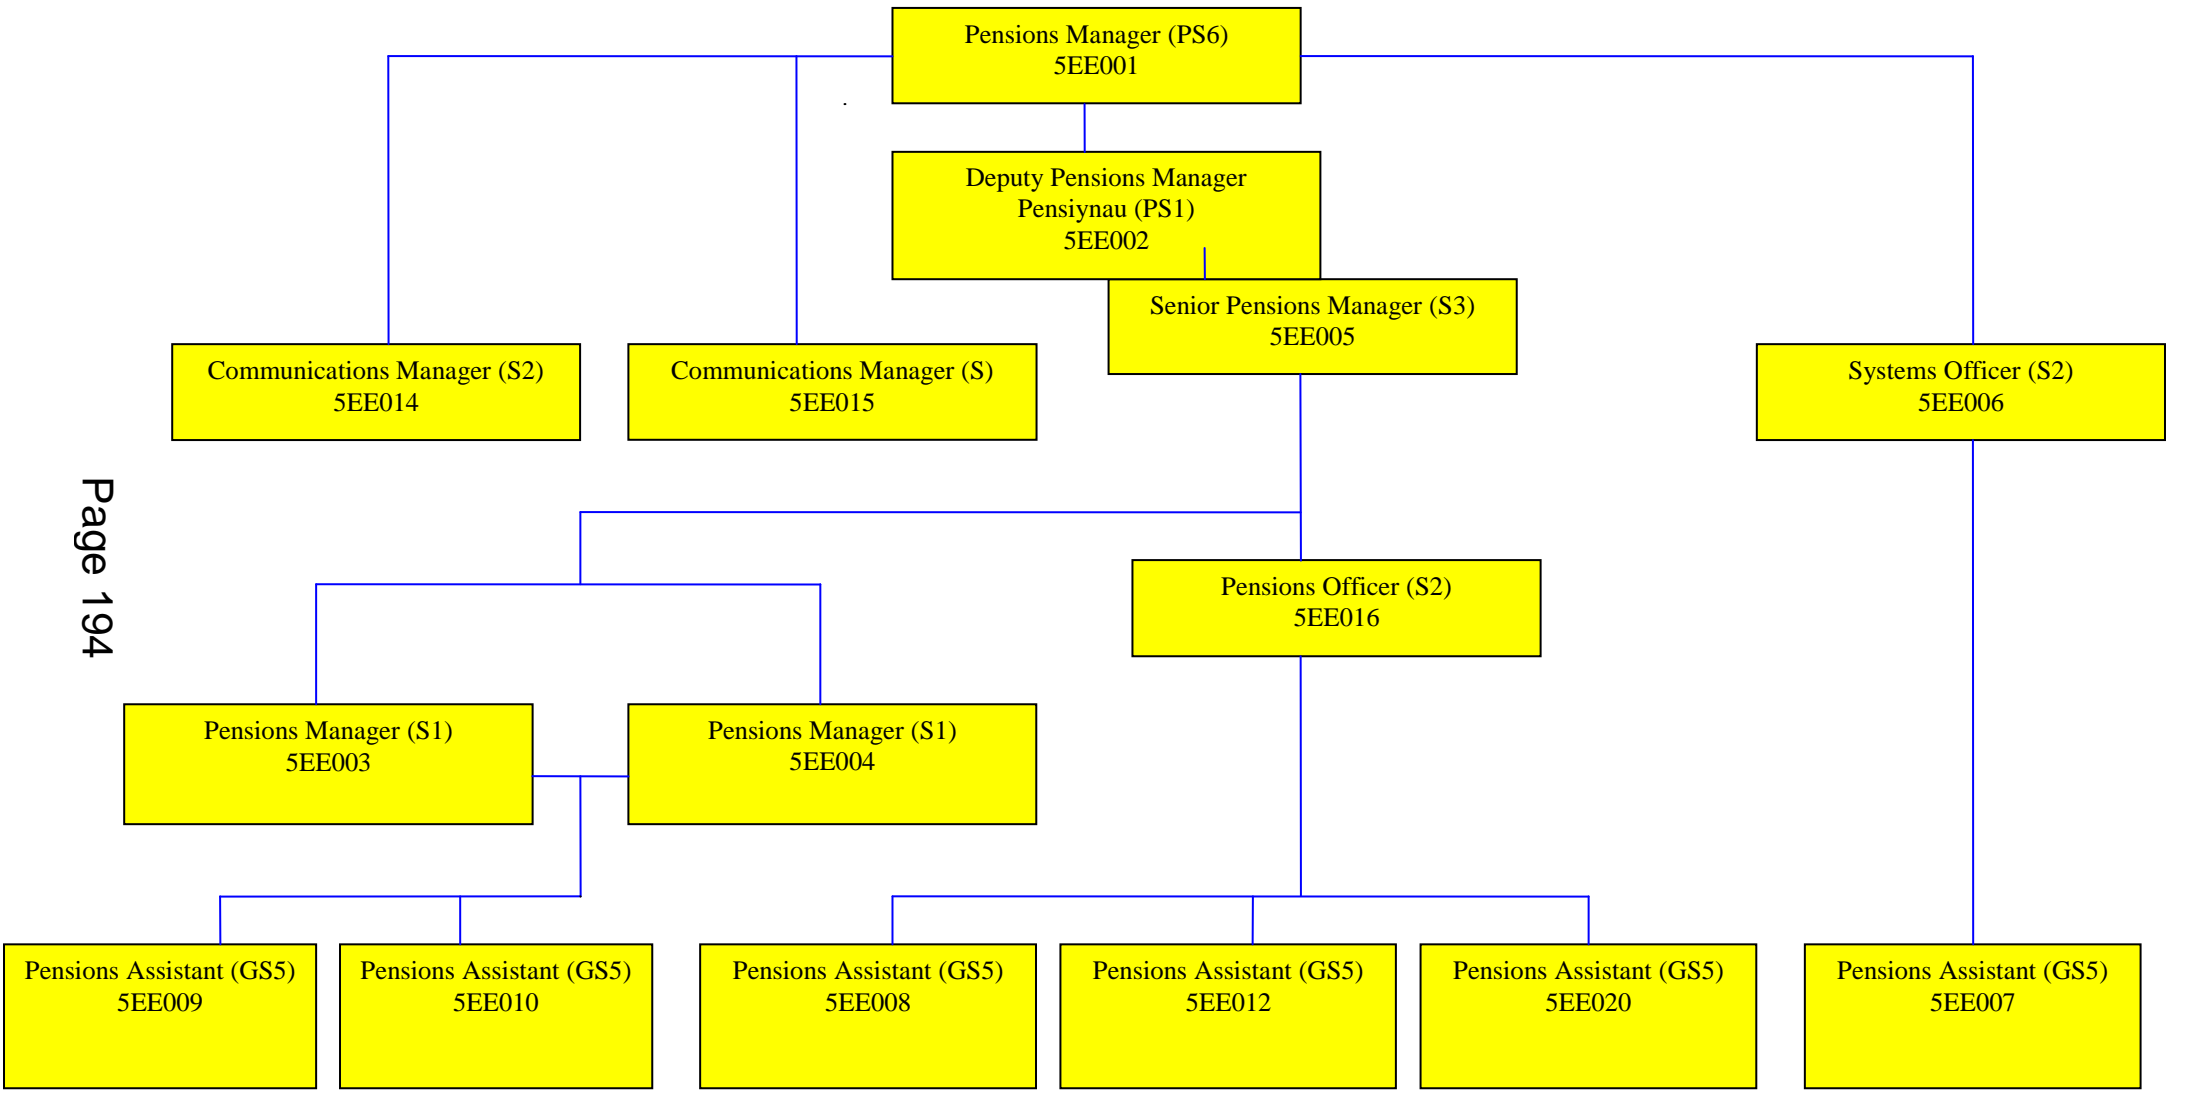 Pensions Manager (PS6)
5EE001
Deputy Pensions Manager
Pensiynau (PS1)
5EE002
Senior Pensions Manager (S3)
5EE005
Communications Manager (S2)
5EE014
Communications Manager (S)
5EE015
Systems Officer (S2)
5EE006
Page 194
Pensions Officer (S2)
5EE016
Pensions Manager (S1)
5EE003
Pensions Manager (S1)
5EE004
Pensions Assistant (GS5)
5EE009
Pensions Assistant (GS5)
5EE010
Pensions Assistant (GS5)
5EE008
Pensions Assistant (GS5)
5EE012
Pensions Assistant (GS5)
5EE020
Pensions Assistant (GS5)
5EE007